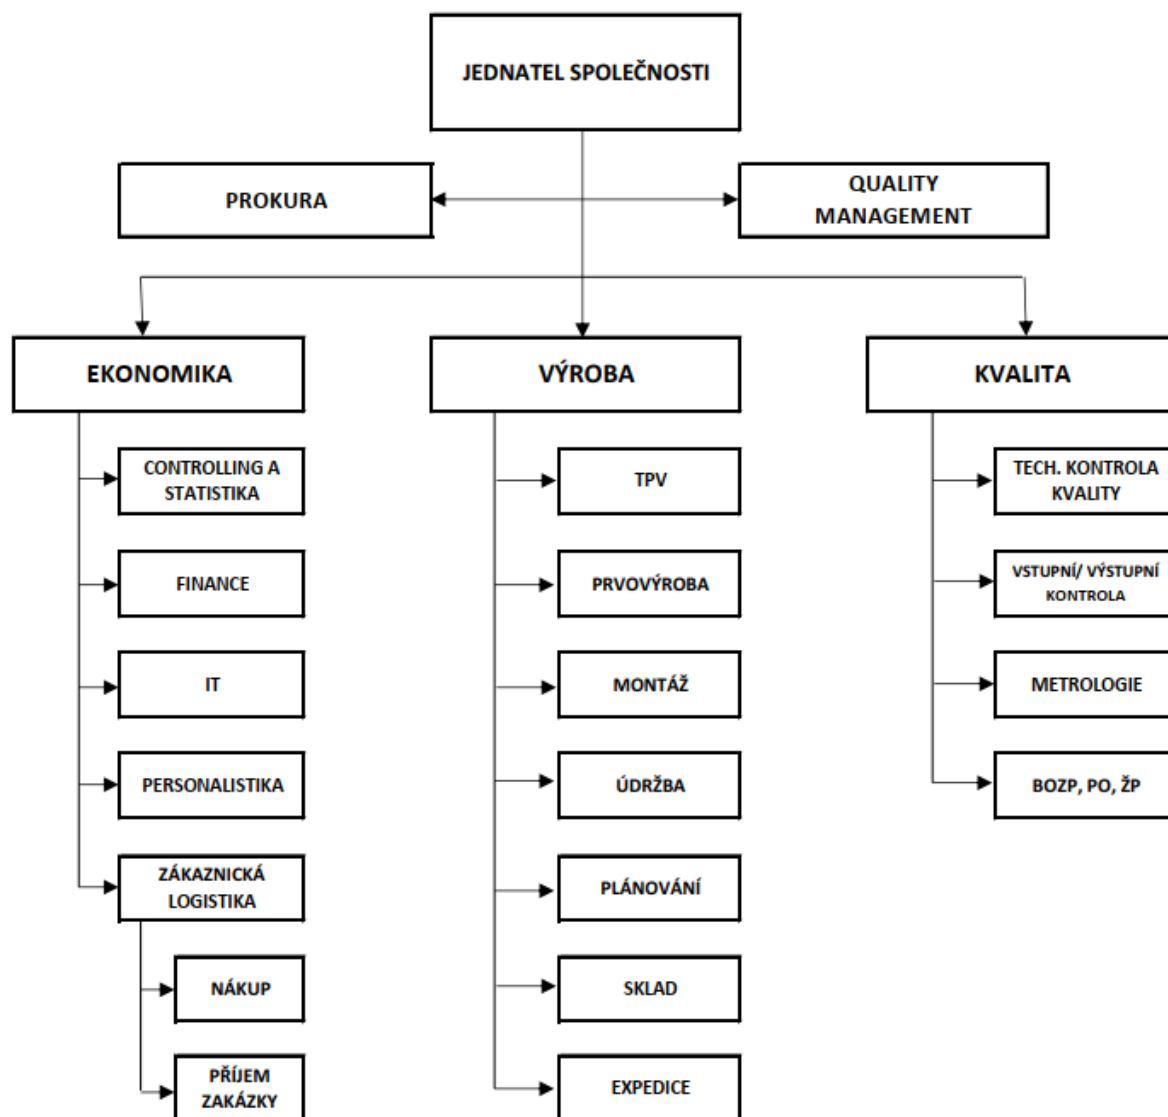 JEDNATEL SPOLEČNOSTI
PROKURA
QUALITY
MANAGEMENT
EKONOMIKA
VÝROBA
KVALITA
CONTROLLING A
STATISTIKA
FINANCE
IT
PERSONALISTIKA
ZÁKAZNICKÁ
LOGISTIKA
NÁKUP
PŘÍJEM
ZAKÁZKY
TPV
PRVOVÝROBA
MONTÁŽ
ÚDRŽBA
PLÁNOVÁNÍ
SKLAD
EXPEDICE
TECH. KONTROLA
KVALITY
VSTUPNÍ/ VÝSTUPNÍ
KONTROLA
METROLOGIE
BOZP, PO, ŽP